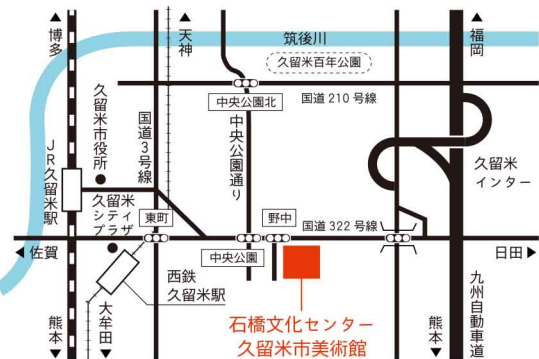 ▲博多
▲天神
筑後川
▲福岡
久留米百年公園
国道210号線
中央公園北
久留米市役所
国道3号線
中央公園通り
JR久留米駅
久留米
インター
久留米
シティ
プラザ
東町
野中
国道322号線
◀佐賀
中央公園
日田▶
西鉄
久留米駅
石橋文化センター
久留米市美術館
熊本▼
大牟田▼
熊本▼
九州自動車道